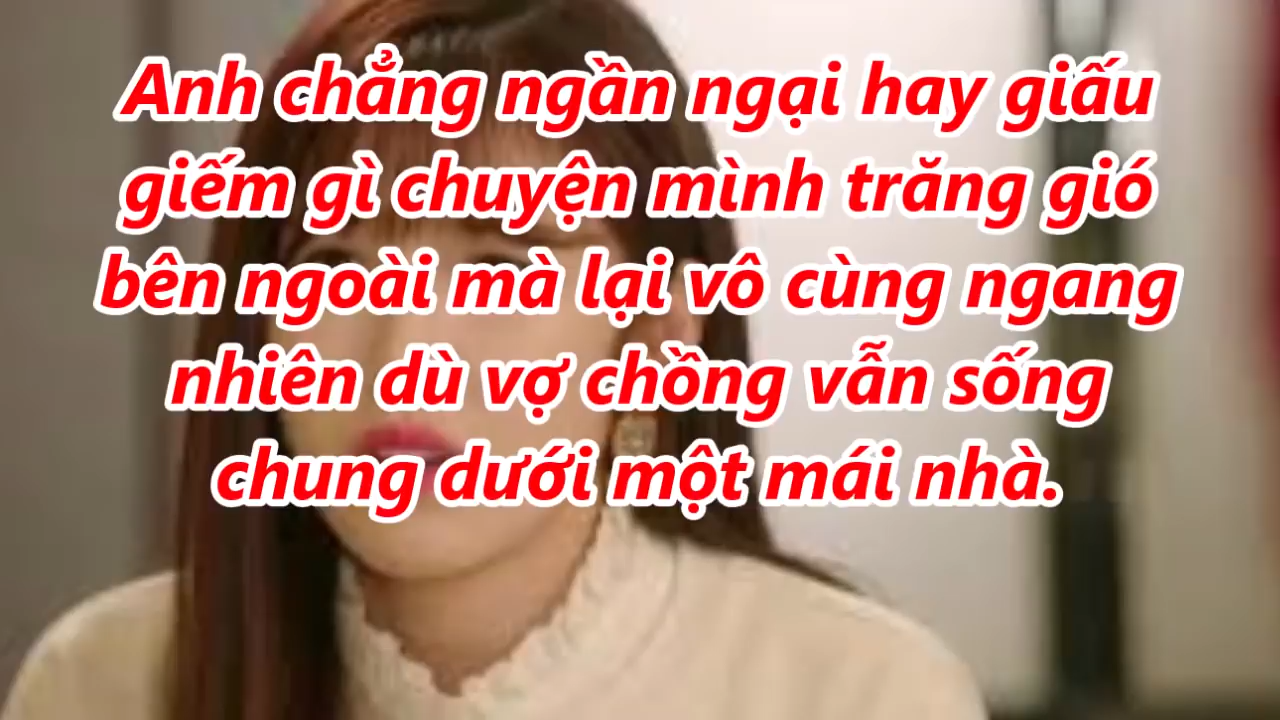 Anh chẳng ngần ngại hay giấu
giếm gì chuyện mình trăng gió
bên ngoài mà lại vô cùng ngang
nhiên dù vợ chồng vẫn sống
chung dưới một mái nhà.